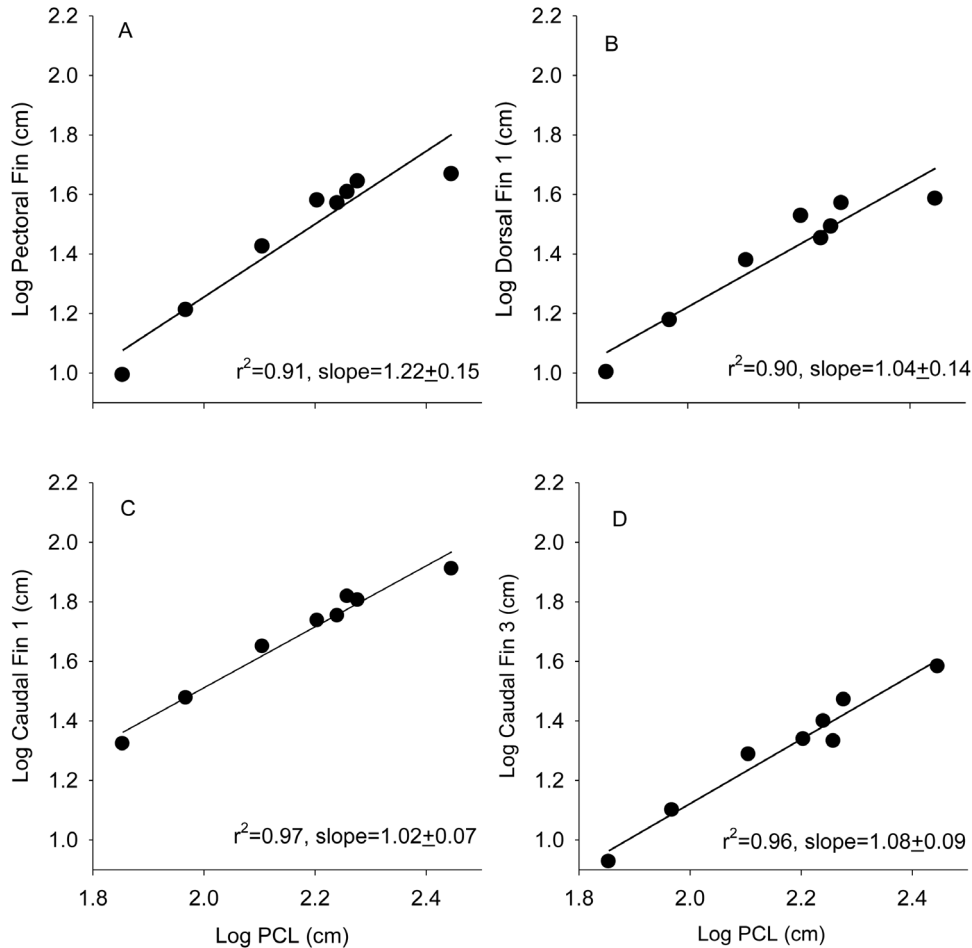 A
2.2
2.0
1.8
1.6
1.4
1.2
1.0
Log Pectoral Fin (cm)
r²=0.91, slope=1.22±0.15
B
2.2
2.0
1.8
1.6
1.4
1.2
1.0
Log Dorsal Fin 1 (cm)
r²=0.90, slope=1.04±0.14
C
2.2
2.0
1.8
1.6
1.4
1.2
1.0
Log Caudal Fin 1 (cm)
r²=0.97, slope=1.02±0.07
1.8 2.0 2.2 2.4
Log PCL (cm)
D
2.2
2.0
1.8
1.6
1.4
1.2
1.0
Log Caudal Fin 3 (cm)
r²=0.96, slope=1.08±0.09
1.8 2.0 2.2 2.4
Log PCL (cm)